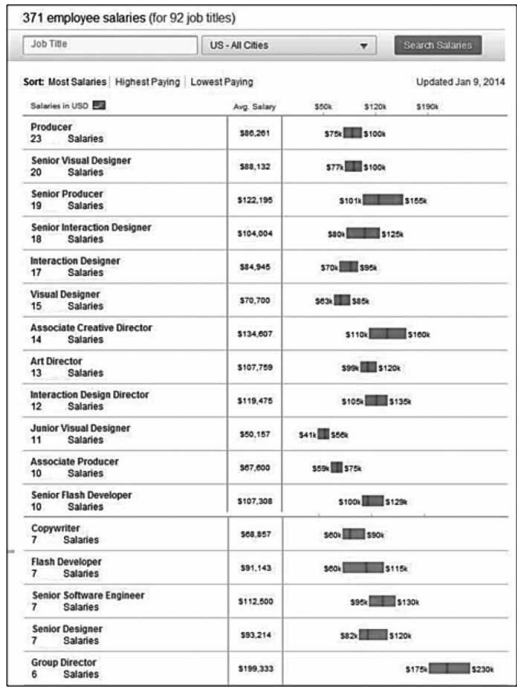 371 employee salaries (for 92 job titles)
Job Title US - All Cities Search Salaries
Sort: Most Salaries | Highest Paying | Lowest Paying Updated Jan 9, 2014
Salaries in USD Avg. Salary $50k $120k $190k
Producer
23 Salaries $86,261 $75k $100k
Senior Visual Designer
20 Salaries $88,132 $77k $100k
Senior Producer
19 Salaries $122,195 $101k $155k
Senior Interaction Designer
18 Salaries $104,004 $80k $125k
Interaction Designer
17 Salaries $84,945 $70k $95k
Visual Designer
15 Salaries $70,700 $63k $85k
Associate Creative Director
14 Salaries $134,607 $110k $160k
Art Director
13 Salaries $107,759 $99k $120k
Interaction Design Director
12 Salaries $119,475 $105k $135k
Junior Visual Designer
11 Salaries $50,157 $41k $56k
Associate Producer
10 Salaries $67,600 $59k $75k
Senior Flash Developer
10 Salaries $107,308 $100k $129k
Copywriter
7 Salaries $68,857 $60k $90k
Flash Developer
7 Salaries $91,143 $60k $115k
Senior Software Engineer
7 Salaries $112,500 $95k $130k
Senior Designer
7 Salaries $93,214 $82k $120k
Group Director
6 Salaries $199,333 $175k $230k